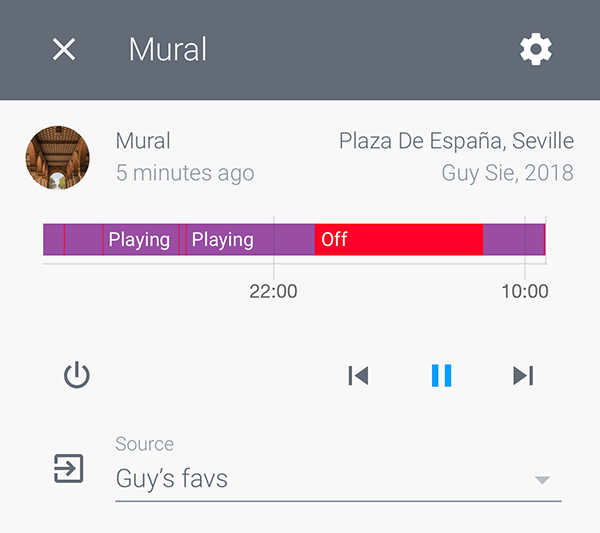 Mural
Mural
Plaza De España, Seville
5 minutes ago
Guy Sie, 2018
Playing
Playing
Off
22:00
10:00
Source
Guy’s favs